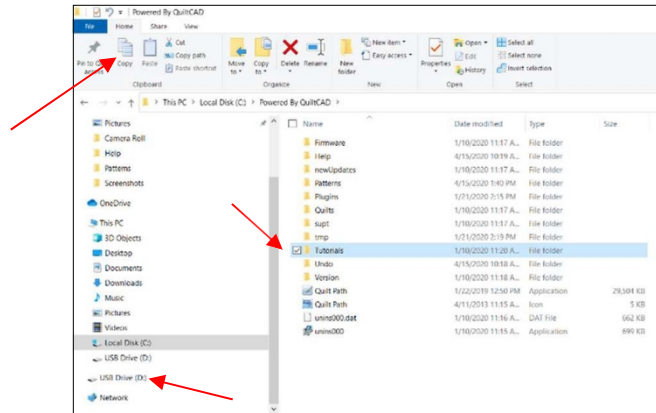 Powered By QuiltCAD
File Home Share View
Cut
Copy path
Paste shortcut
Pin to Quick access
Copy
Paste
Move to
Copy to
Delete
Rename
New folder
New item
Easy access
Properties
Open
Edit
History
Select all
Select none
Invert selection
Clipboard Organize New Open Select
This PC > Local Disk (C:) > Powered By QuiltCAD >
Pictures
Camera Roll
Help
Patterns
Screenshots
OneDrive
This PC
3D Objects
Desktop
Documents
Downloads
Music
Pictures
Videos
Local Disk (C:)
USB Drive (D:)
USB Drive (D:)
Network
Name Date modified Type Size
Firmware 1/10/2020 11:17 A... File folder
Help 4/15/2020 10:19 A... File folder
newUpdates 1/10/2020 11:17 A... File folder
Patterns 4/15/2020 1:40 PM File folder
Plugins 1/21/2020 2:15 PM File folder
Quilts 1/10/2020 11:17 A... File folder
supt 1/10/2020 11:17 A... File folder
tmp 1/21/2020 2:19 PM File folder
Tutorials 1/10/2020 11:20 A... File folder
Undo 4/15/2020 10:18 A... File folder
Version 1/10/2020 11:18 A... File folder
Quilt Path 1/22/2019 12:50 PM Application 29,504 KB
Quilt Path 4/11/2013 11:15 A... Icon 5 KB
unins000.dat 1/10/2020 11:16 A... DAT File 662 KB
unins000 1/10/2020 11:15 A... Application 899 KB